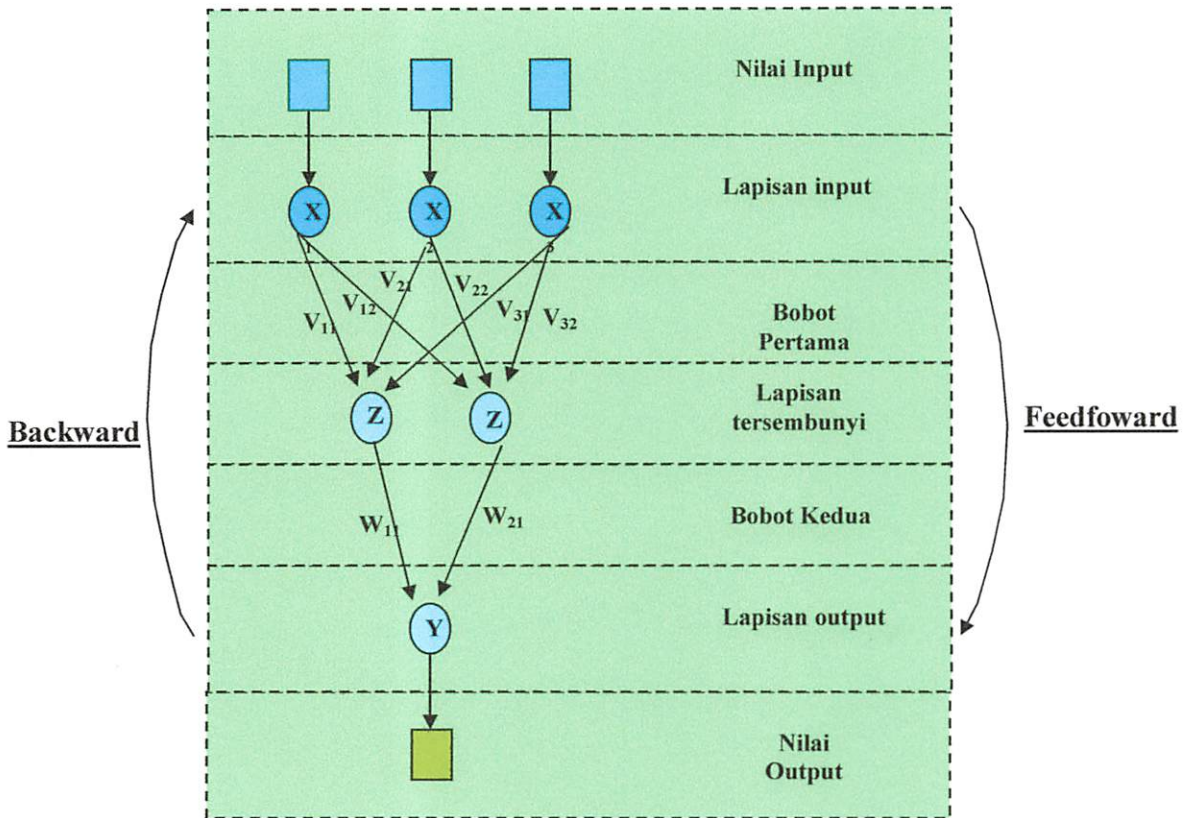 Nilai Input
Lapisan input
X X X
1 2 3
V21 V22
V12 V31
V11 V32
Bobot
Pertama
Lapisan
tersembunyi
Z Z
Backward
Feedfoward
W11 W21
Bobot Kedua
Lapisan output
Y
Nilai
Output